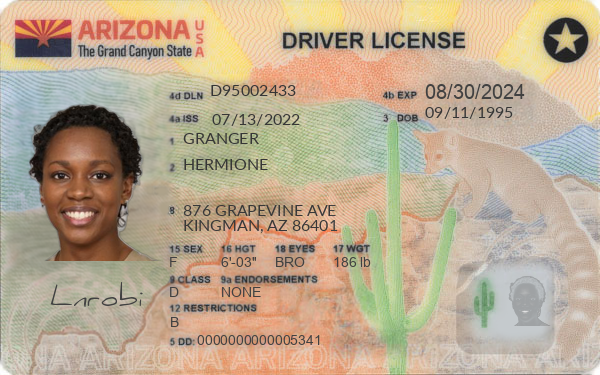 ARIZONA USA
The Grand Canyon State
DRIVER LICENSE
4d DLN D95002433
4b EXP 08/30/2024
4a ISS 07/13/2022
3 DOB 09/11/1995
1 GRANGER
2 HERMIONE
8 876 GRAPEVINE AVE
KINGMAN, AZ 86401
15 SEX 16 HGT 18 EYES 17 WGT
F 6'-03" BRO 186 lb
9 CLASS 9a ENDORSEMENTS
D NONE
12 RESTRICTIONS
B
5 DD: 0000000000005341
Larobi
ARIZONA ARIZONA ARIZONA ARIZONA